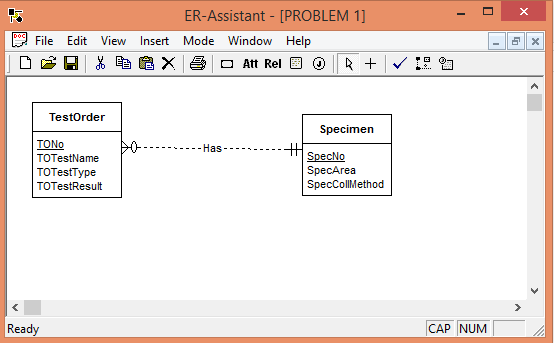 ER-Assistant - [PROBLEM 1]
DOC File Edit View Insert Mode Window Help
Att Rel
TestOrder
TONo
TOTestName
TOTestType
TOTestResult
Has
Specimen
SpecNo
SpecArea
SpecCollMethod
Ready CAP NUM